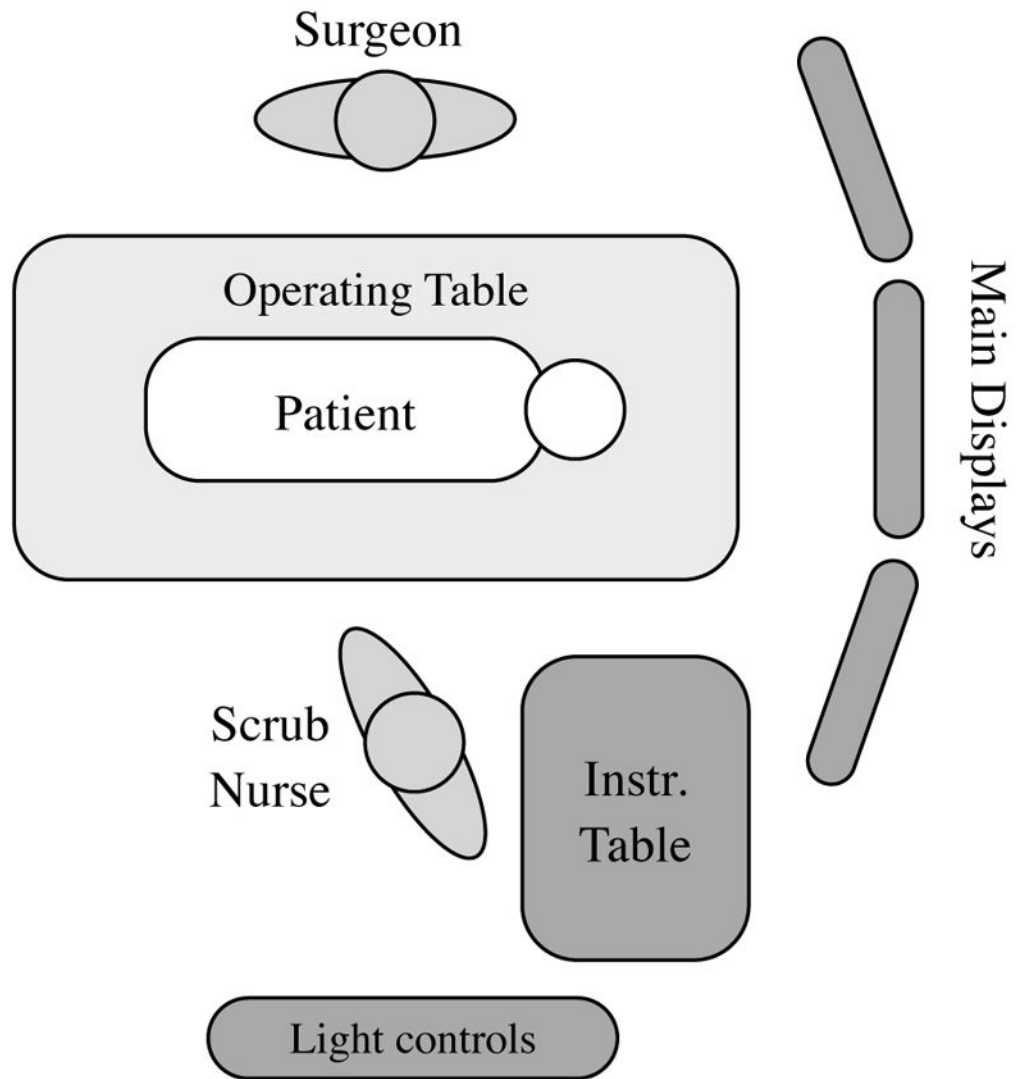 Surgeon
Operating Table
Patient
Main Displays
Scrub
Nurse
Instr.
Table
Light controls